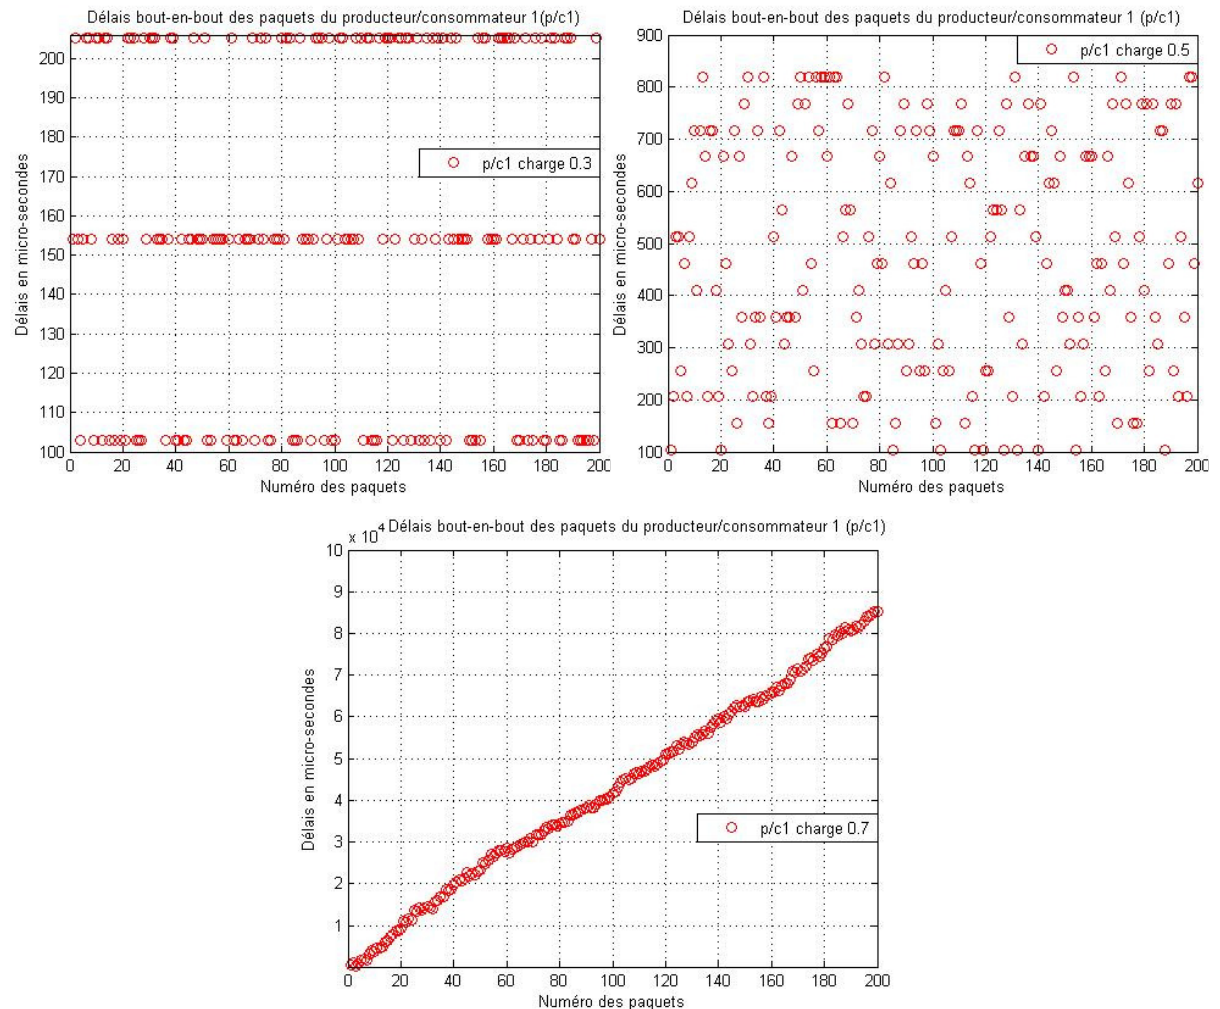 Délais bout-en-bout des paquets du producteur/consommateur 1(p/c1)
205
200
195
190
180
170
160
150
140
130
120
110
100
Délais en micro-secondes
p/c1 charge 0.3
0 20 40 60 80 100 120 140 160 180 200
Numéro des paquets
Délais bout-en-bout des paquets du producteur/consommateur 1 (p/c1)
900
800
700
600
500
400
300
200
100
Délais en micro-secondes
p/c1 charge 0.5
0 20 40 60 80 100 120 140 160 180 200
Numéro des paquets
x 10⁴ Délais bout-en-bout des paquets du producteur/consommateur 1 (p/c1)
10
9
8
7
6
5
4
3
2
1
Délais en micro-secondes
p/c1 charge 0.7
0 20 40 60 80 100 120 140 160 180 200
Numéro des paquets